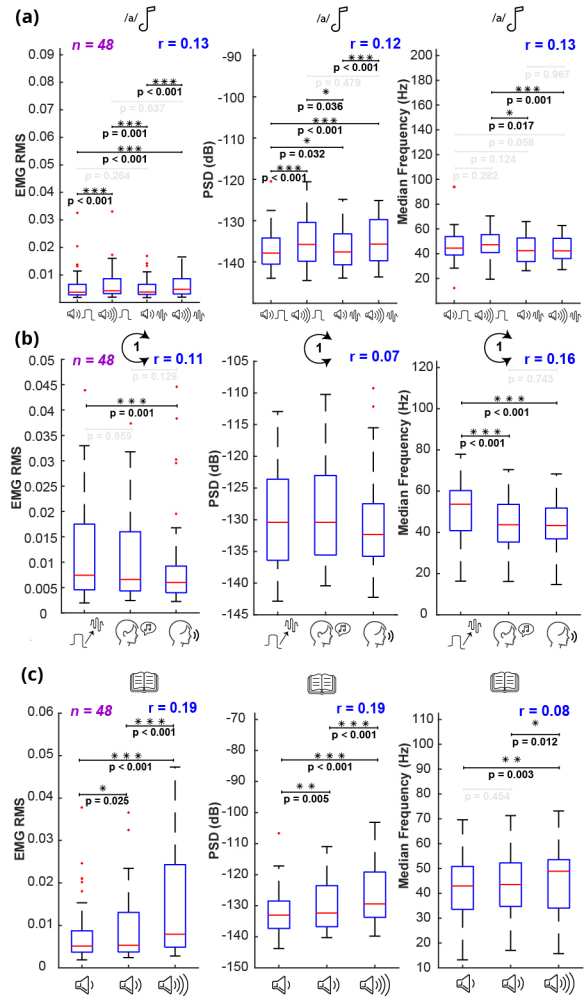 (a)
/a/
/a/
/a/
n = 48
r = 0.13
r = 0.12
r = 0.13
EMG RMS
0.09
0.08
0.07
0.06
0.05
0.04
0.03
0.02
0.01
***
p < 0.001
p = 0.637
***
p = 0.001
***
p < 0.001
p = 0.264
***
p < 0.001
PSD (dB)
-90
-100
-110
-120
-130
-140
***
p < 0.001
p = 0.479
*
p = 0.036
***
p < 0.001
*
p = 0.032
***
p < 0.001
Median Frequency (Hz)
200
180
160
140
120
100
80
60
40
20
p = 0.967
***
p = 0.001
*
p = 0.017
p = 0.058
p = 0.124
p = 0.282
(b)
1
1
1
n = 48
r = 0.11
r = 0.07
r = 0.16
EMG RMS
0.05
0.045
0.04
0.035
0.03
0.025
0.02
0.015
0.01
0.005
0
p = 0.129
***
p = 0.001
p = 0.059
PSD (dB)
-105
-110
-115
-120
-125
-130
-135
-140
-145
Median Frequency (Hz)
120
100
80
60
40
20
0
p = 0.743
***
p < 0.001
***
p < 0.001
(c)
n = 48
r = 0.19
r = 0.19
r = 0.08
EMG RMS
0.06
0.05
0.04
0.03
0.02
0.01
0
***
p < 0.001
***
p < 0.001
*
p = 0.025
PSD (dB)
-70
-80
-90
-100
-110
-120
-130
-140
-150
***
p < 0.001
***
p < 0.001
**
p = 0.005
Median Frequency (Hz)
110
100
90
80
70
60
50
40
30
20
10
*
p = 0.012
**
p = 0.003
p = 0.454